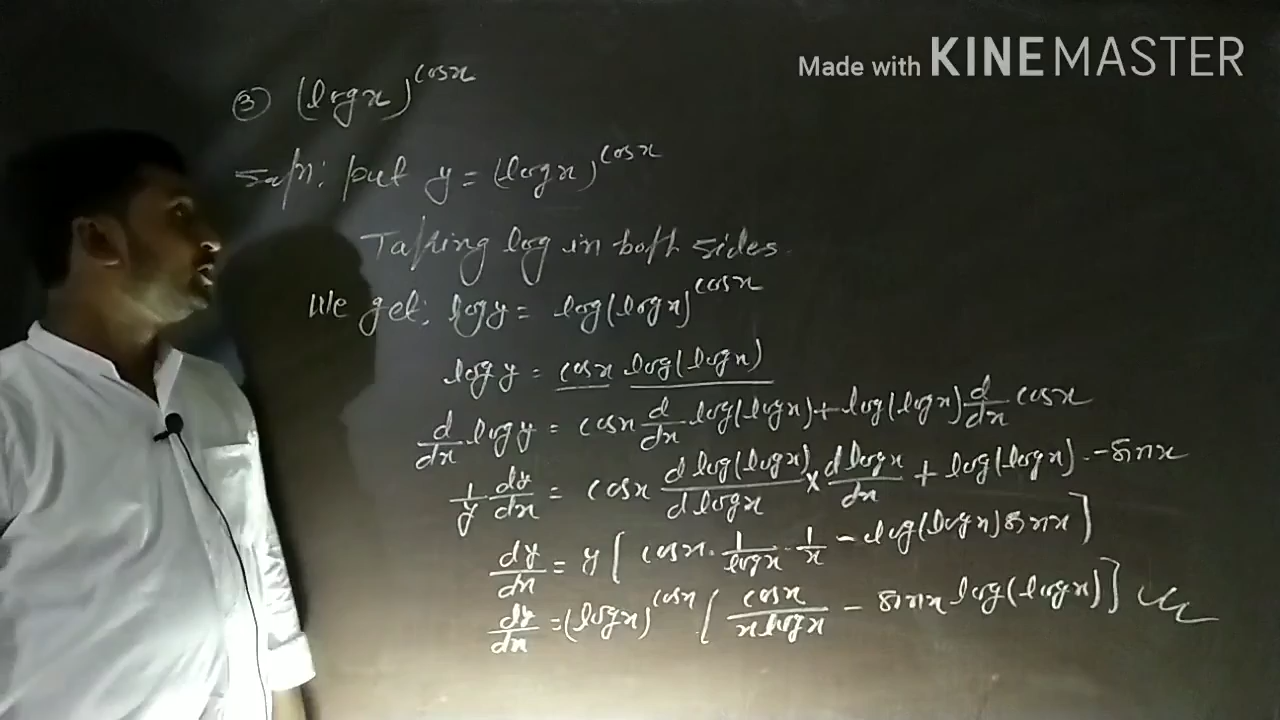 Made with KINEMASTER
③ (log x)^cos x
Soln: put y = (log x)^cos x
Taking log in both sides.
We get; log y = log(log x)^cos x
log y = cos x log(log x)
d/dx log y = cos x d/dx log(log x) + log(log x) d/dx cos x
1/y dy/dx = cos x d log(log x)/d log x × d log x/dx + log(log x) · -sin x
dy/dx = y [ cos x · 1/log x · 1/x - log(log x) sin x ]
dy/dx = (log x)^cos x [ cos x/x log x - sin x log(log x) ]